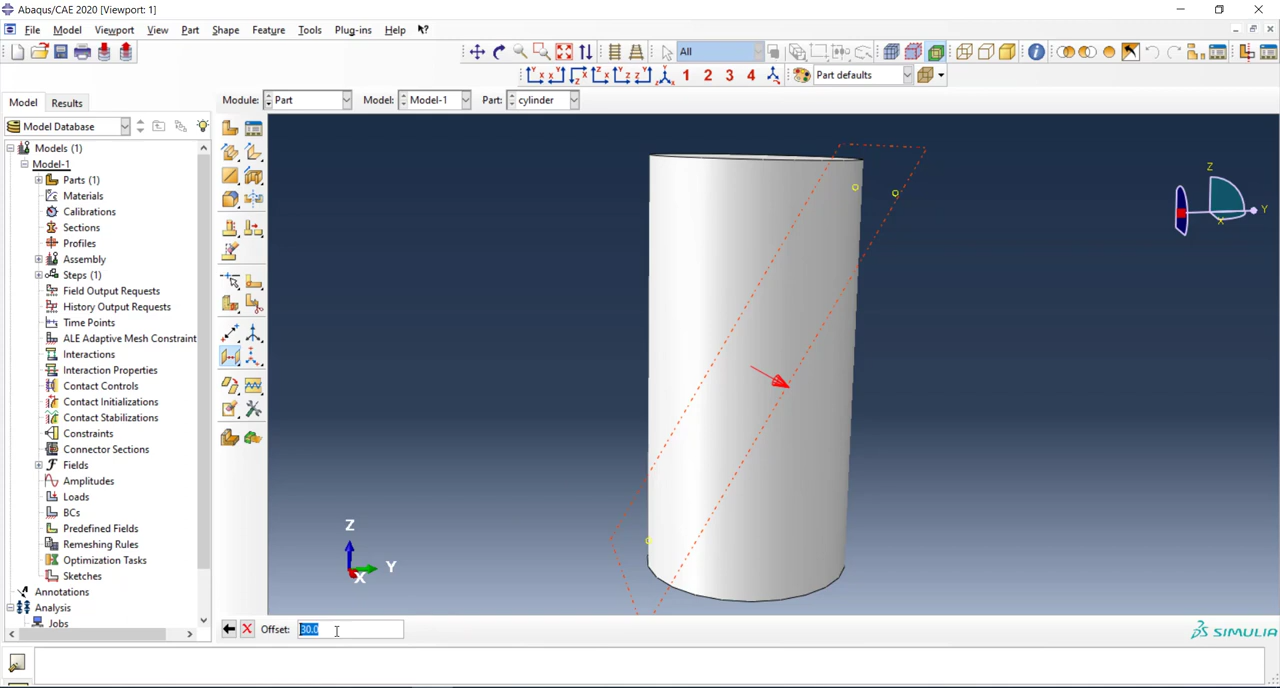 Abaqus/CAE 2020 [Viewport: 1]
File Model Viewport View Part Shape Feature Tools Plug-ins Help
All
1 2 3 4 Part defaults
Model Results
Module: Part Model: Model-1 Part: cylinder
Model Database
Models (1)
Model-1
Parts (1)
Materials
Calibrations
Sections
Profiles
Assembly
Steps (1)
Field Output Requests
History Output Requests
Time Points
ALE Adaptive Mesh Constraint
Interactions
Interaction Properties
Contact Controls
Contact Initializations
Contact Stabilizations
Constraints
Connector Sections
Fields
Amplitudes
Loads
BCs
Predefined Fields
Remeshing Rules
Optimization Tasks
Sketches
Annotations
Analysis
Jobs
Z
Y
X
Z
Y
X
Offset: 30.0
SIMULIA